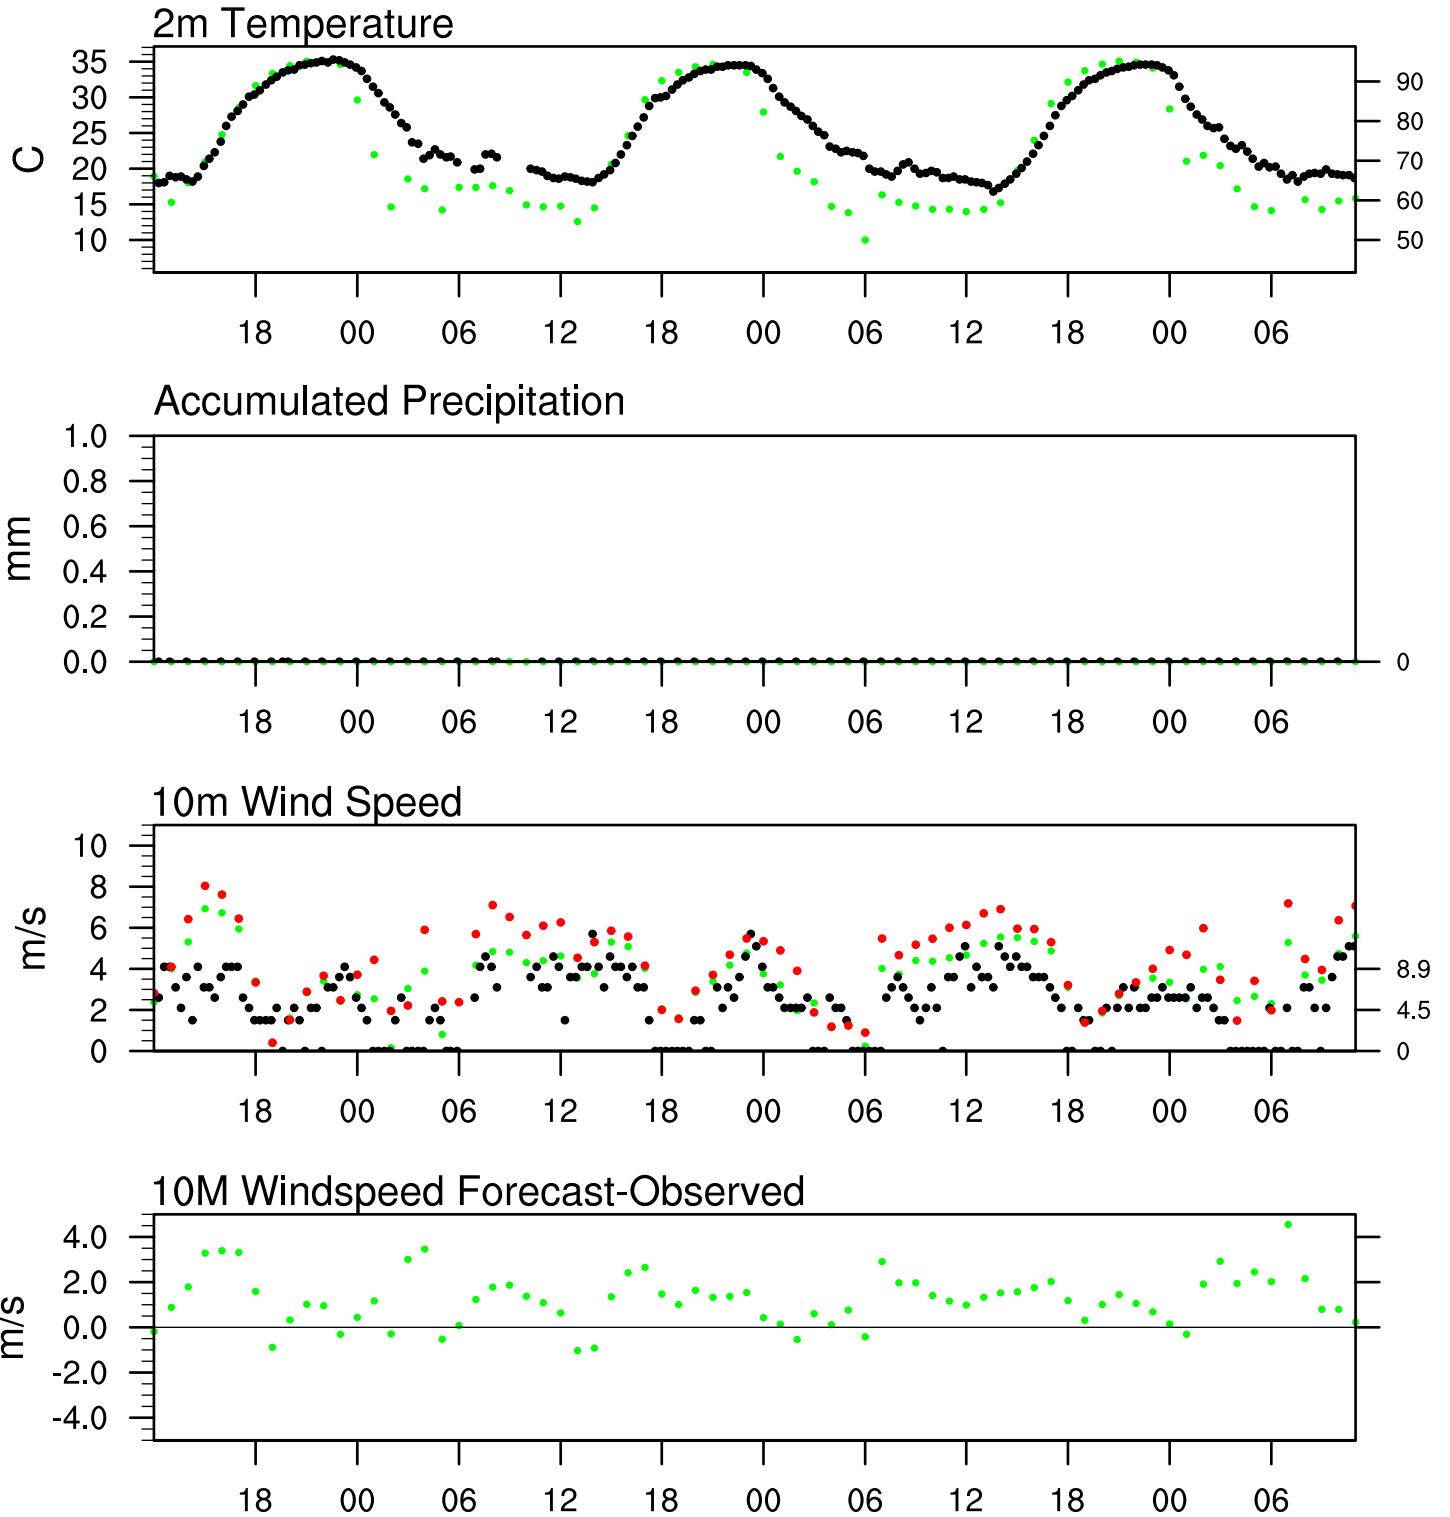 2m Temperature
35
30
25
20
15
10
C
90
80
70
60
50
18 00 06 12 18 00 06 12 18 00 06
Accumulated Precipitation
1.0
0.8
0.6
0.4
0.2
0.0
mm
0
18 00 06 12 18 00 06 12 18 00 06
10m Wind Speed
10
8
6
4
2
0
m/s
8.9
4.5
0
18 00 06 12 18 00 06 12 18 00 06
10M Windspeed Forecast-Observed
4.0
2.0
0.0
-2.0
-4.0
m/s
18 00 06 12 18 00 06 12 18 00 06